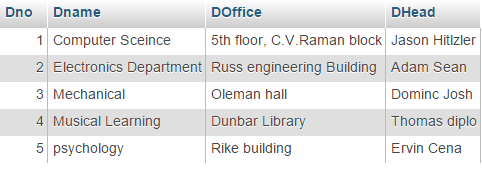 Dno Dname DOffice DHead
1 Computer Sceince 5th floor, C.V.Raman block Jason Hitlzler
2 Electronics Department Russ engineering Building Adam Sean
3 Mechanical Oleman hall Dominc Josh
4 Musical Learning Dunbar Library Thomas diplo
5 psychology Rike building Ervin Cena